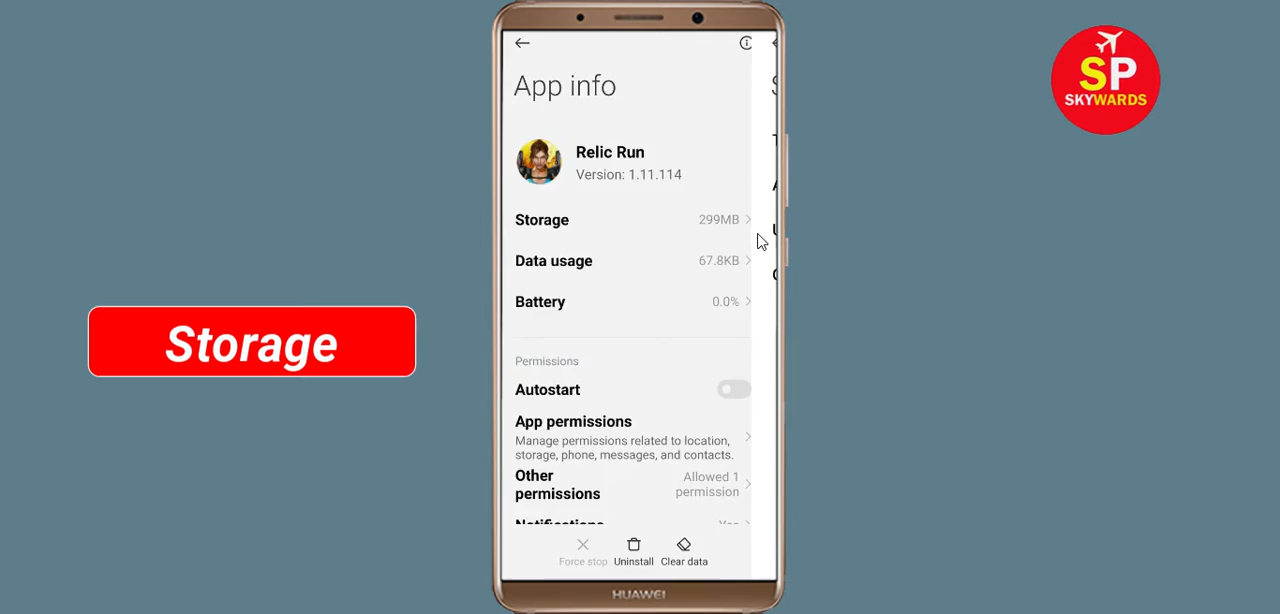 App info
Relic Run
Version: 1.11.114
Storage 299MB
Data usage 67.8KB
Battery 0.0%
Permissions
Autostart
App permissions
Manage permissions related to location,
storage, phone, messages, and contacts.
Other
permissions
Allowed 1
permission
Force stop Uninstall Clear data
HUAWEI
Storage
SP
SKYWARDS